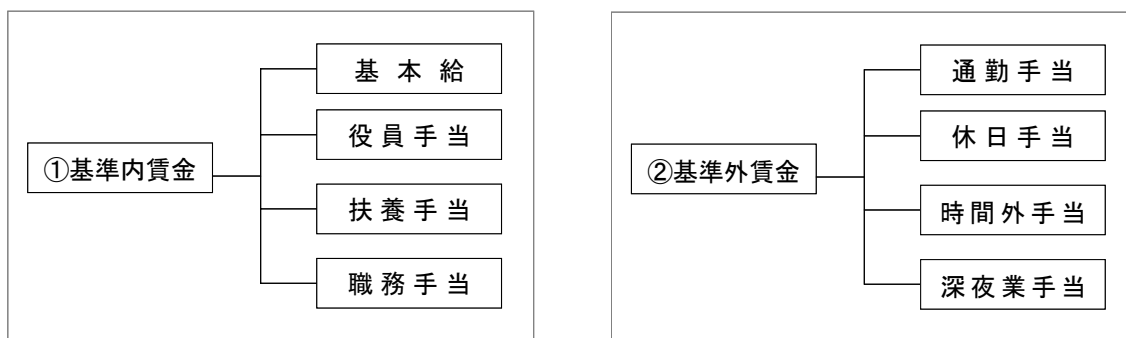 ①基準内賃金
基本給
役員手当
扶養手当
職務手当
②基準外賃金
通勤手当
休日手当
時間外手当
深夜業手当